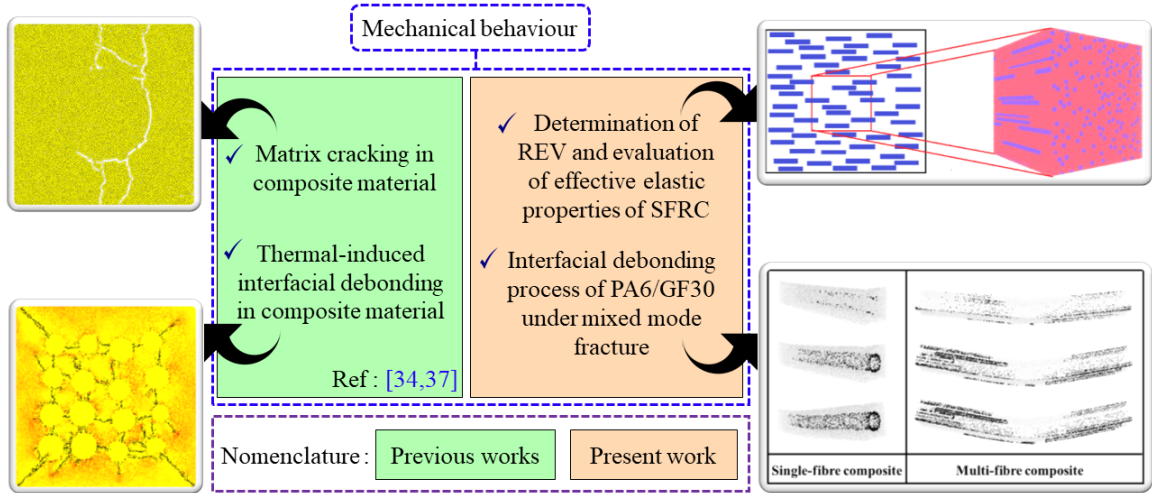 Mechanical behaviour
✓ Matrix cracking in
composite material
✓ Thermal-induced
interfacial debonding
in composite material
Ref : [34,37]
✓ Determination of
REV and evaluation
of effective elastic
properties of SFRC
✓ Interfacial debonding
process of PA6/GF30
under mixed mode
fracture
Nomenclature :
Previous works
Present work
Single-fibre composite
Multi-fibre composite